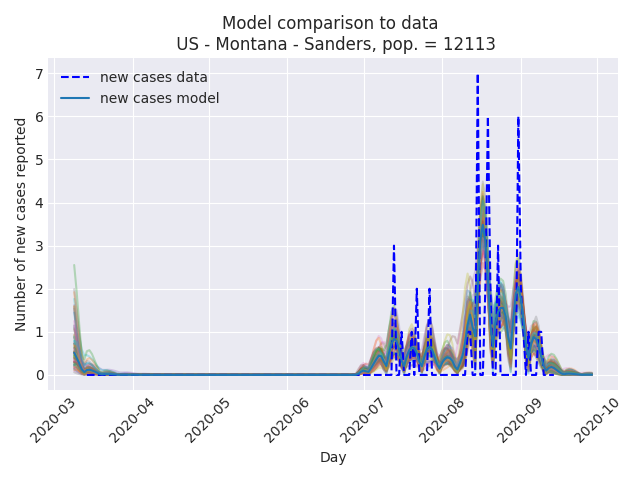 Model comparison to data
US - Montana - Sanders, pop. = 12113
new cases data
new cases model
Number of new cases reported
7
6
5
4
3
2
1
0
2020-03
2020-04
2020-05
2020-06
2020-07
2020-08
2020-09
2020-10
Day